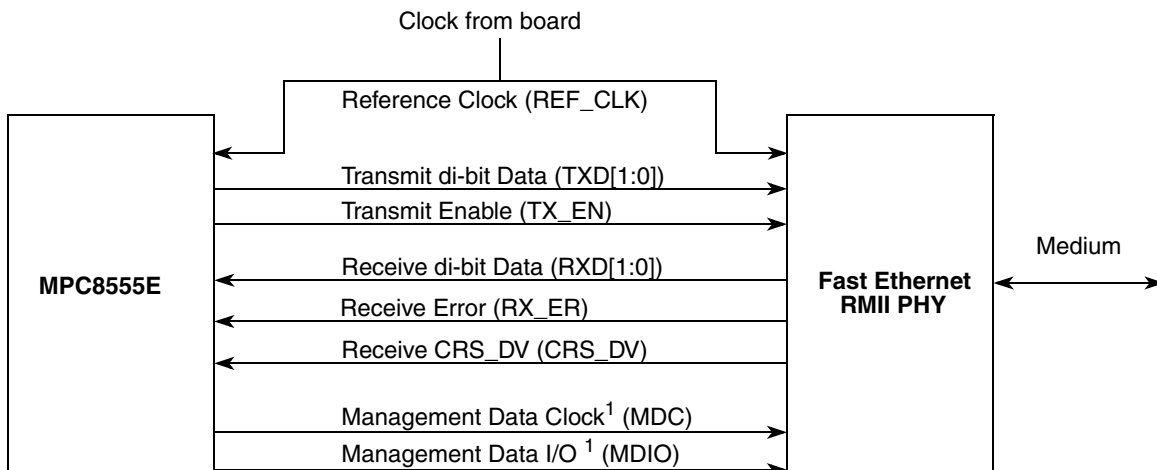 Clock from board
Reference Clock (REF_CLK)
Transmit di-bit Data (TXD[1:0])
Transmit Enable (TX_EN)
Receive di-bit Data (RXD[1:0])
Receive Error (RX_ER)
Receive CRS_DV (CRS_DV)
Management Data Clock1 (MDC)
Management Data I/O 1 (MDIO)
MPC8555E
Fast Ethernet
RMII PHY
Medium